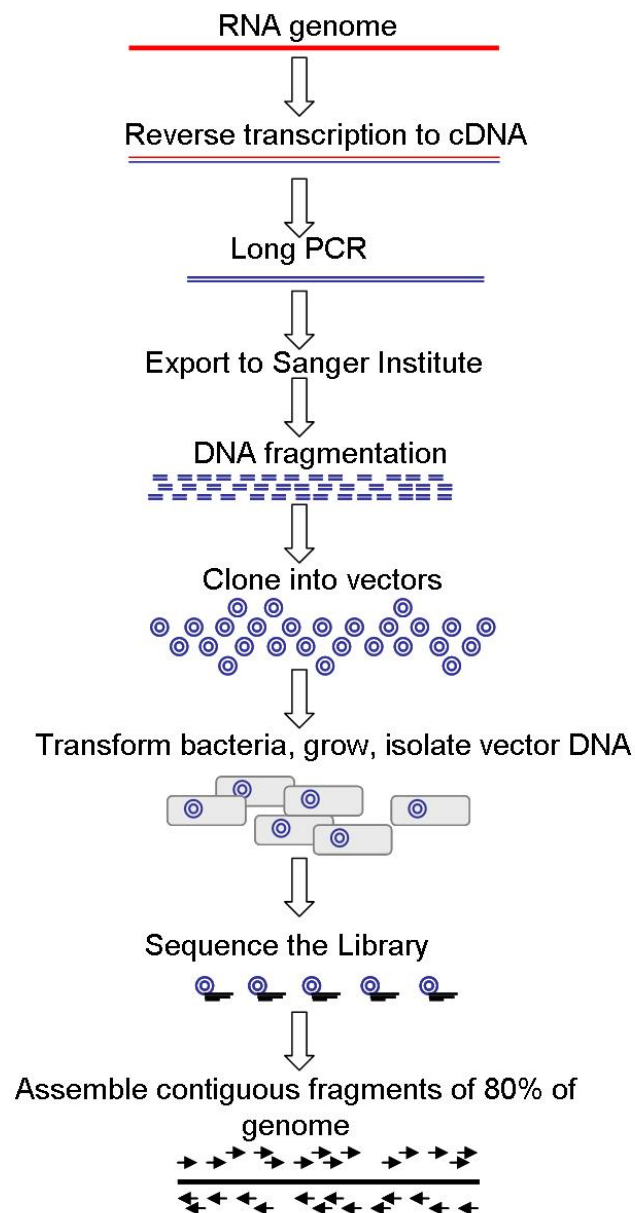 RNA genome
Reverse transcription to cDNA
Long PCR
Export to Sanger Institute
DNA fragmentation
Clone into vectors
Transform bacteria, grow, isolate vector DNA
Sequence the Library
Assemble contiguous fragments of 80% of
genome